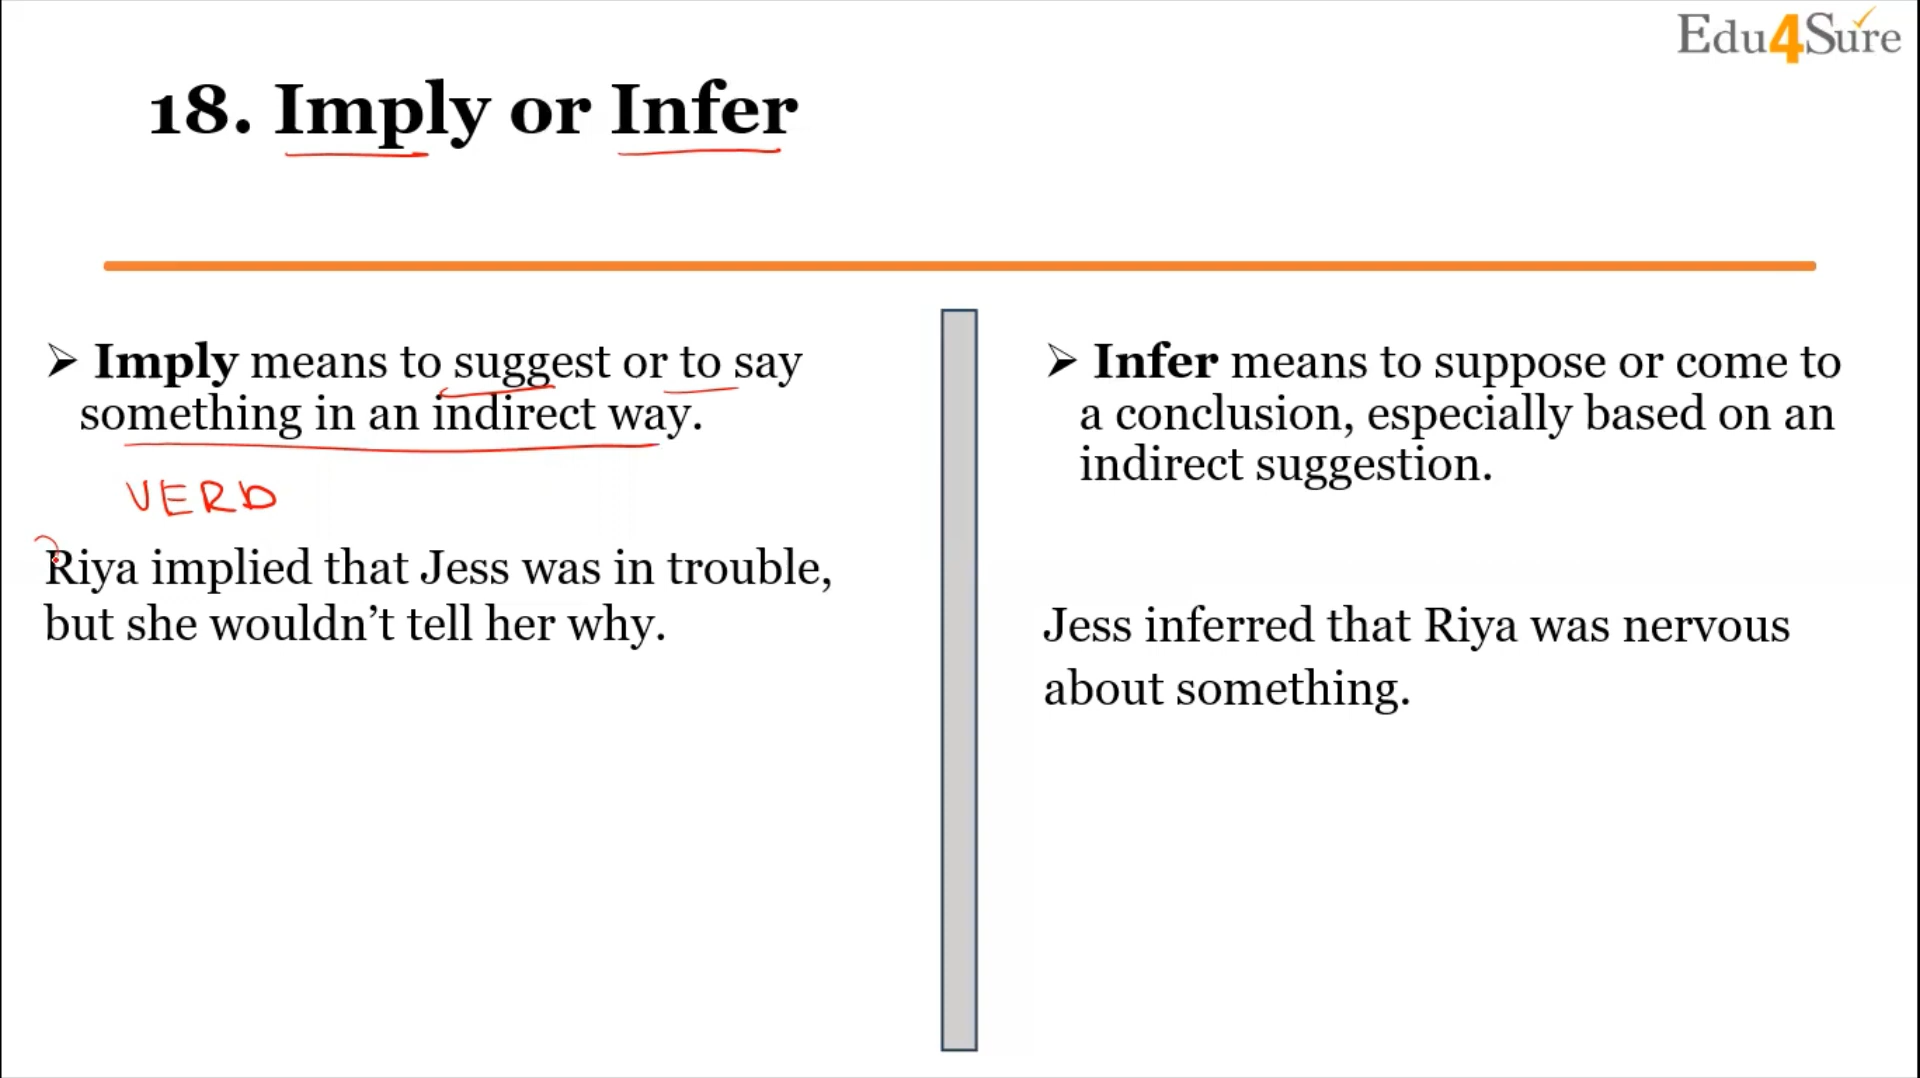 Edu4Sure
18. Imply or Infer
➢ Imply means to suggest or to say
something in an indirect way.
VERD
Riya implied that Jess was in trouble,
but she wouldn’t tell her why.
➢ Infer means to suppose or come to
a conclusion, especially based on an
indirect suggestion.
Jess inferred that Riya was nervous
about something.